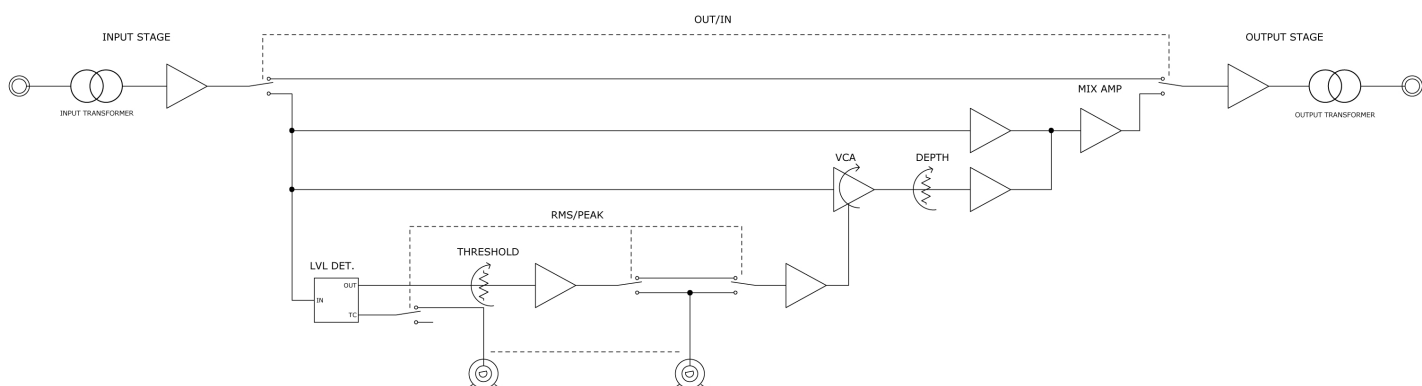 OUT/IN
INPUT STAGE
OUTPUT STAGE
INPUT TRANSFORMER
MIX AMP
OUTPUT TRANSFORMER
VCA
DEPTH
RMS/PEAK
THRESHOLD
LVL DET.
OUT
IN
TC
D
D